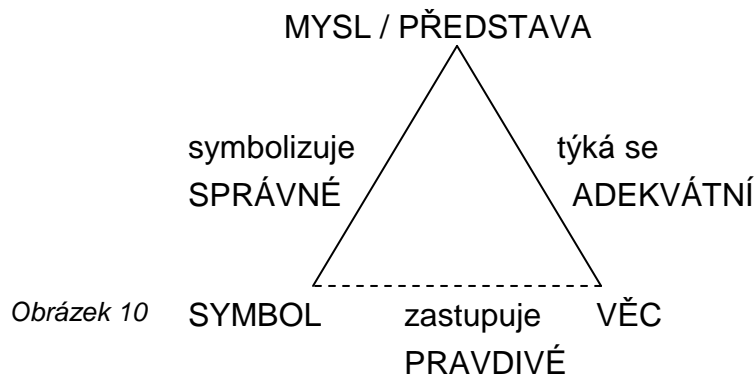 MYSL / PŘEDSTAVA
symbolizuje týká se
SPRÁVNÉ ADEKVÁTNÍ
Obrázek 10 SYMBOL zastupuje VĚC
PRAVDIVÉ